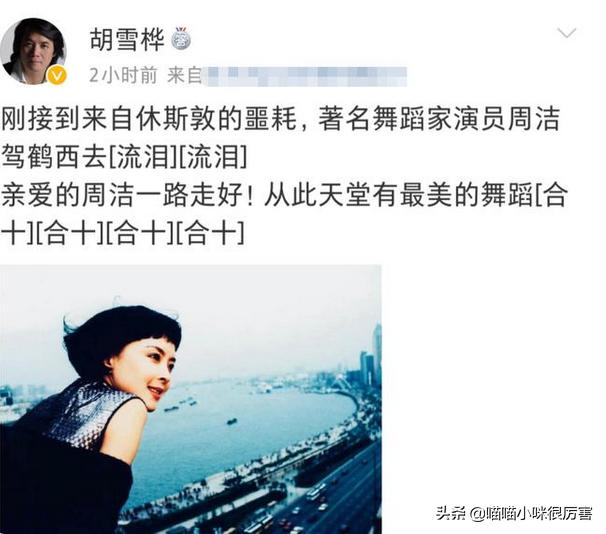 胡雪桦
2小时前 来自
刚接到来自休斯敦的噩耗，著名舞蹈家演员周洁
驾鹤西去[流泪][流泪]
亲爱的周洁一路走好！从此天堂有最美的舞蹈[合
十][合十][合十][合十]
头条 @喵喵小咪很厉害